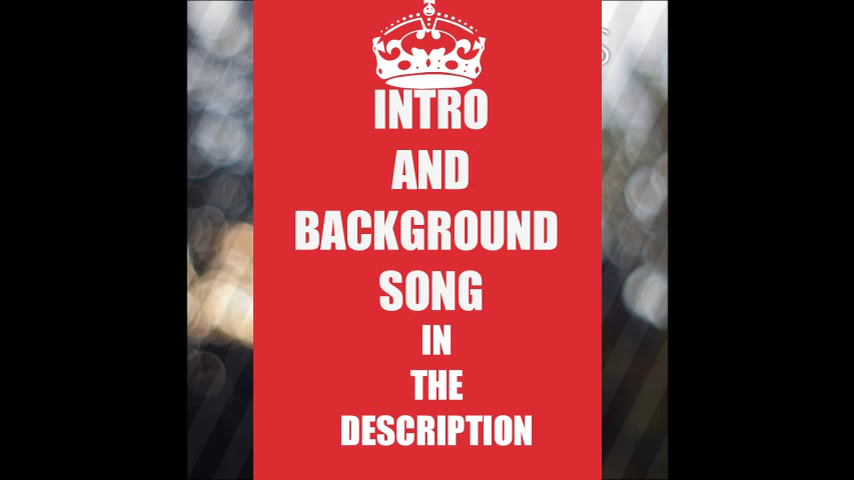 INTRO
AND
BACKGROUND
SONG
IN
THE
DESCRIPTION